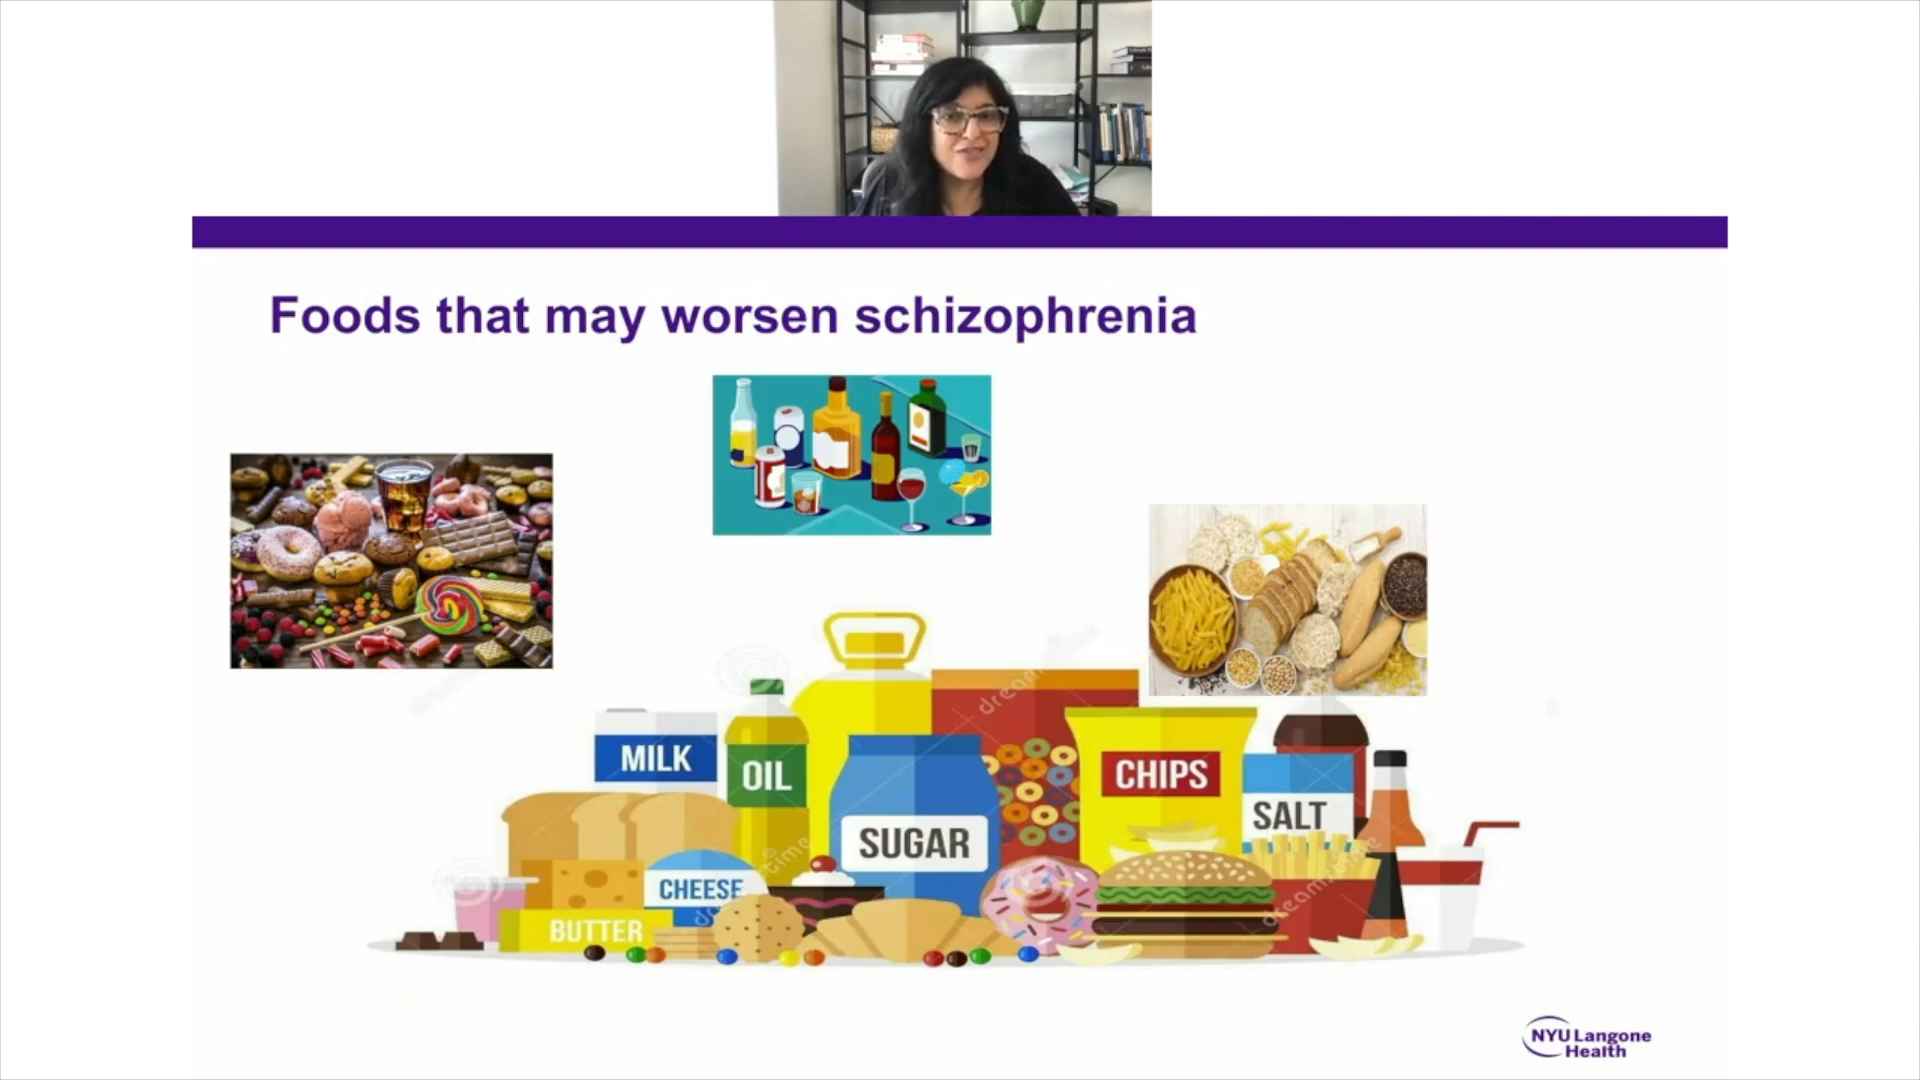 Foods that may worsen schizophrenia
MILK
OIL
SUGAR
CHIPS
SALT
CHEESE
BUTTER
NYU Langone
Health